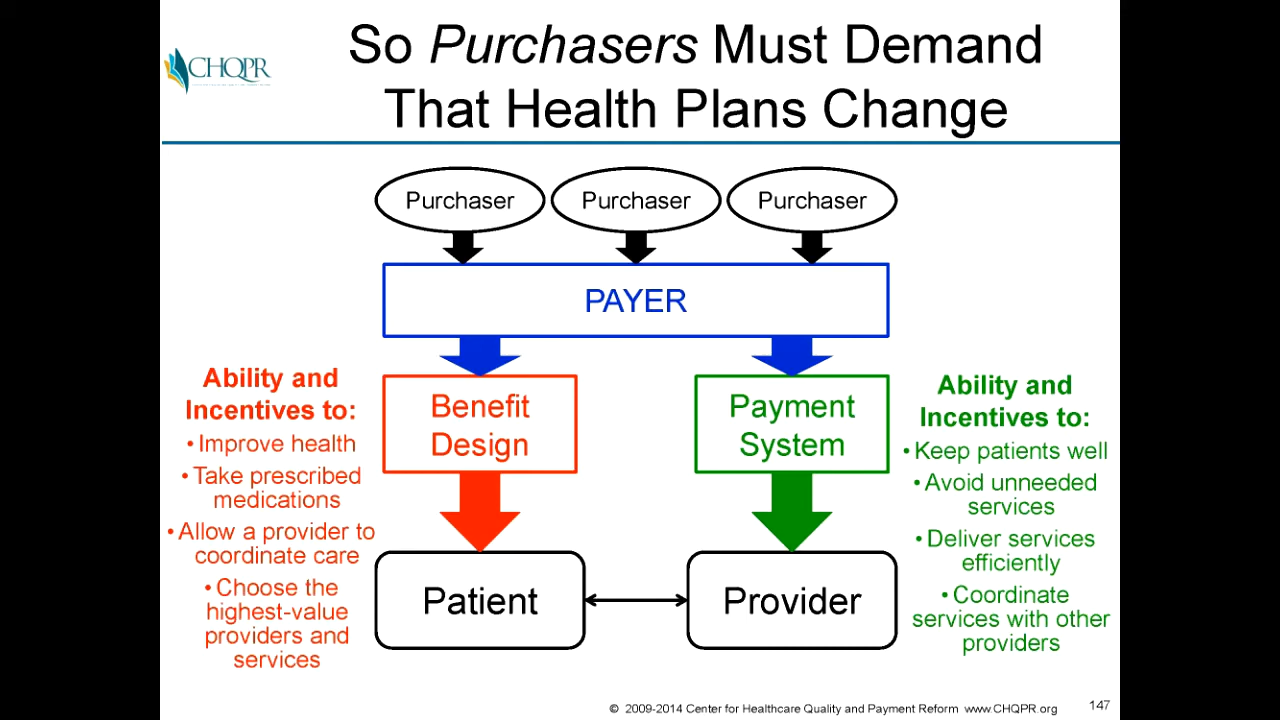 So Purchasers Must Demand
That Health Plans Change
CHQPR
Purchaser
Purchaser
Purchaser
PAYER
Ability and
Incentives to:
• Improve health
• Take prescribed
medications
• Allow a provider to
coordinate care
• Choose the
highest-value
providers and
services
Benefit
Design
Payment
System
Ability and
Incentives to:
• Keep patients well
• Avoid unneeded
services
• Deliver services
efficiently
• Coordinate
services with other
providers
Patient
Provider
© 2009-2014 Center for Healthcare Quality and Payment Reform www.CHQPR.org
147